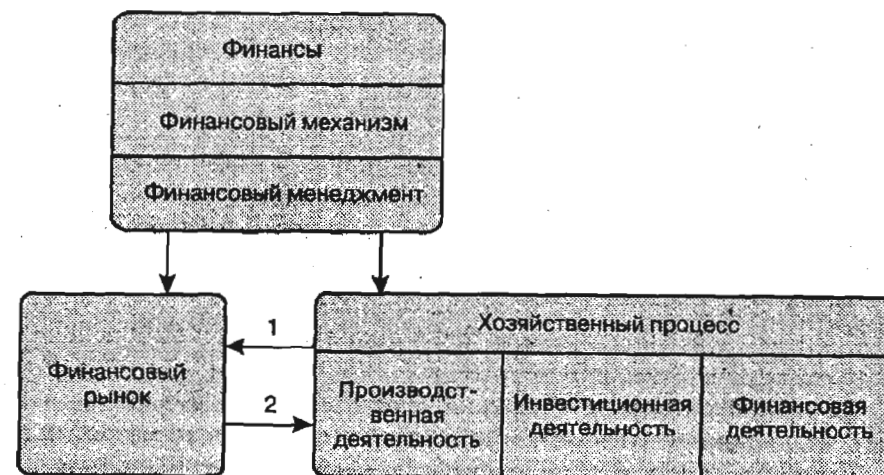 Финансы
Финансовый механизм
Финансовый менеджмент
1
Хозяйственный процесс
Финансовый
рынок
2
Производст-
венная
деятельность
Инвестиционная
деятельность
Финансовая
деятельность